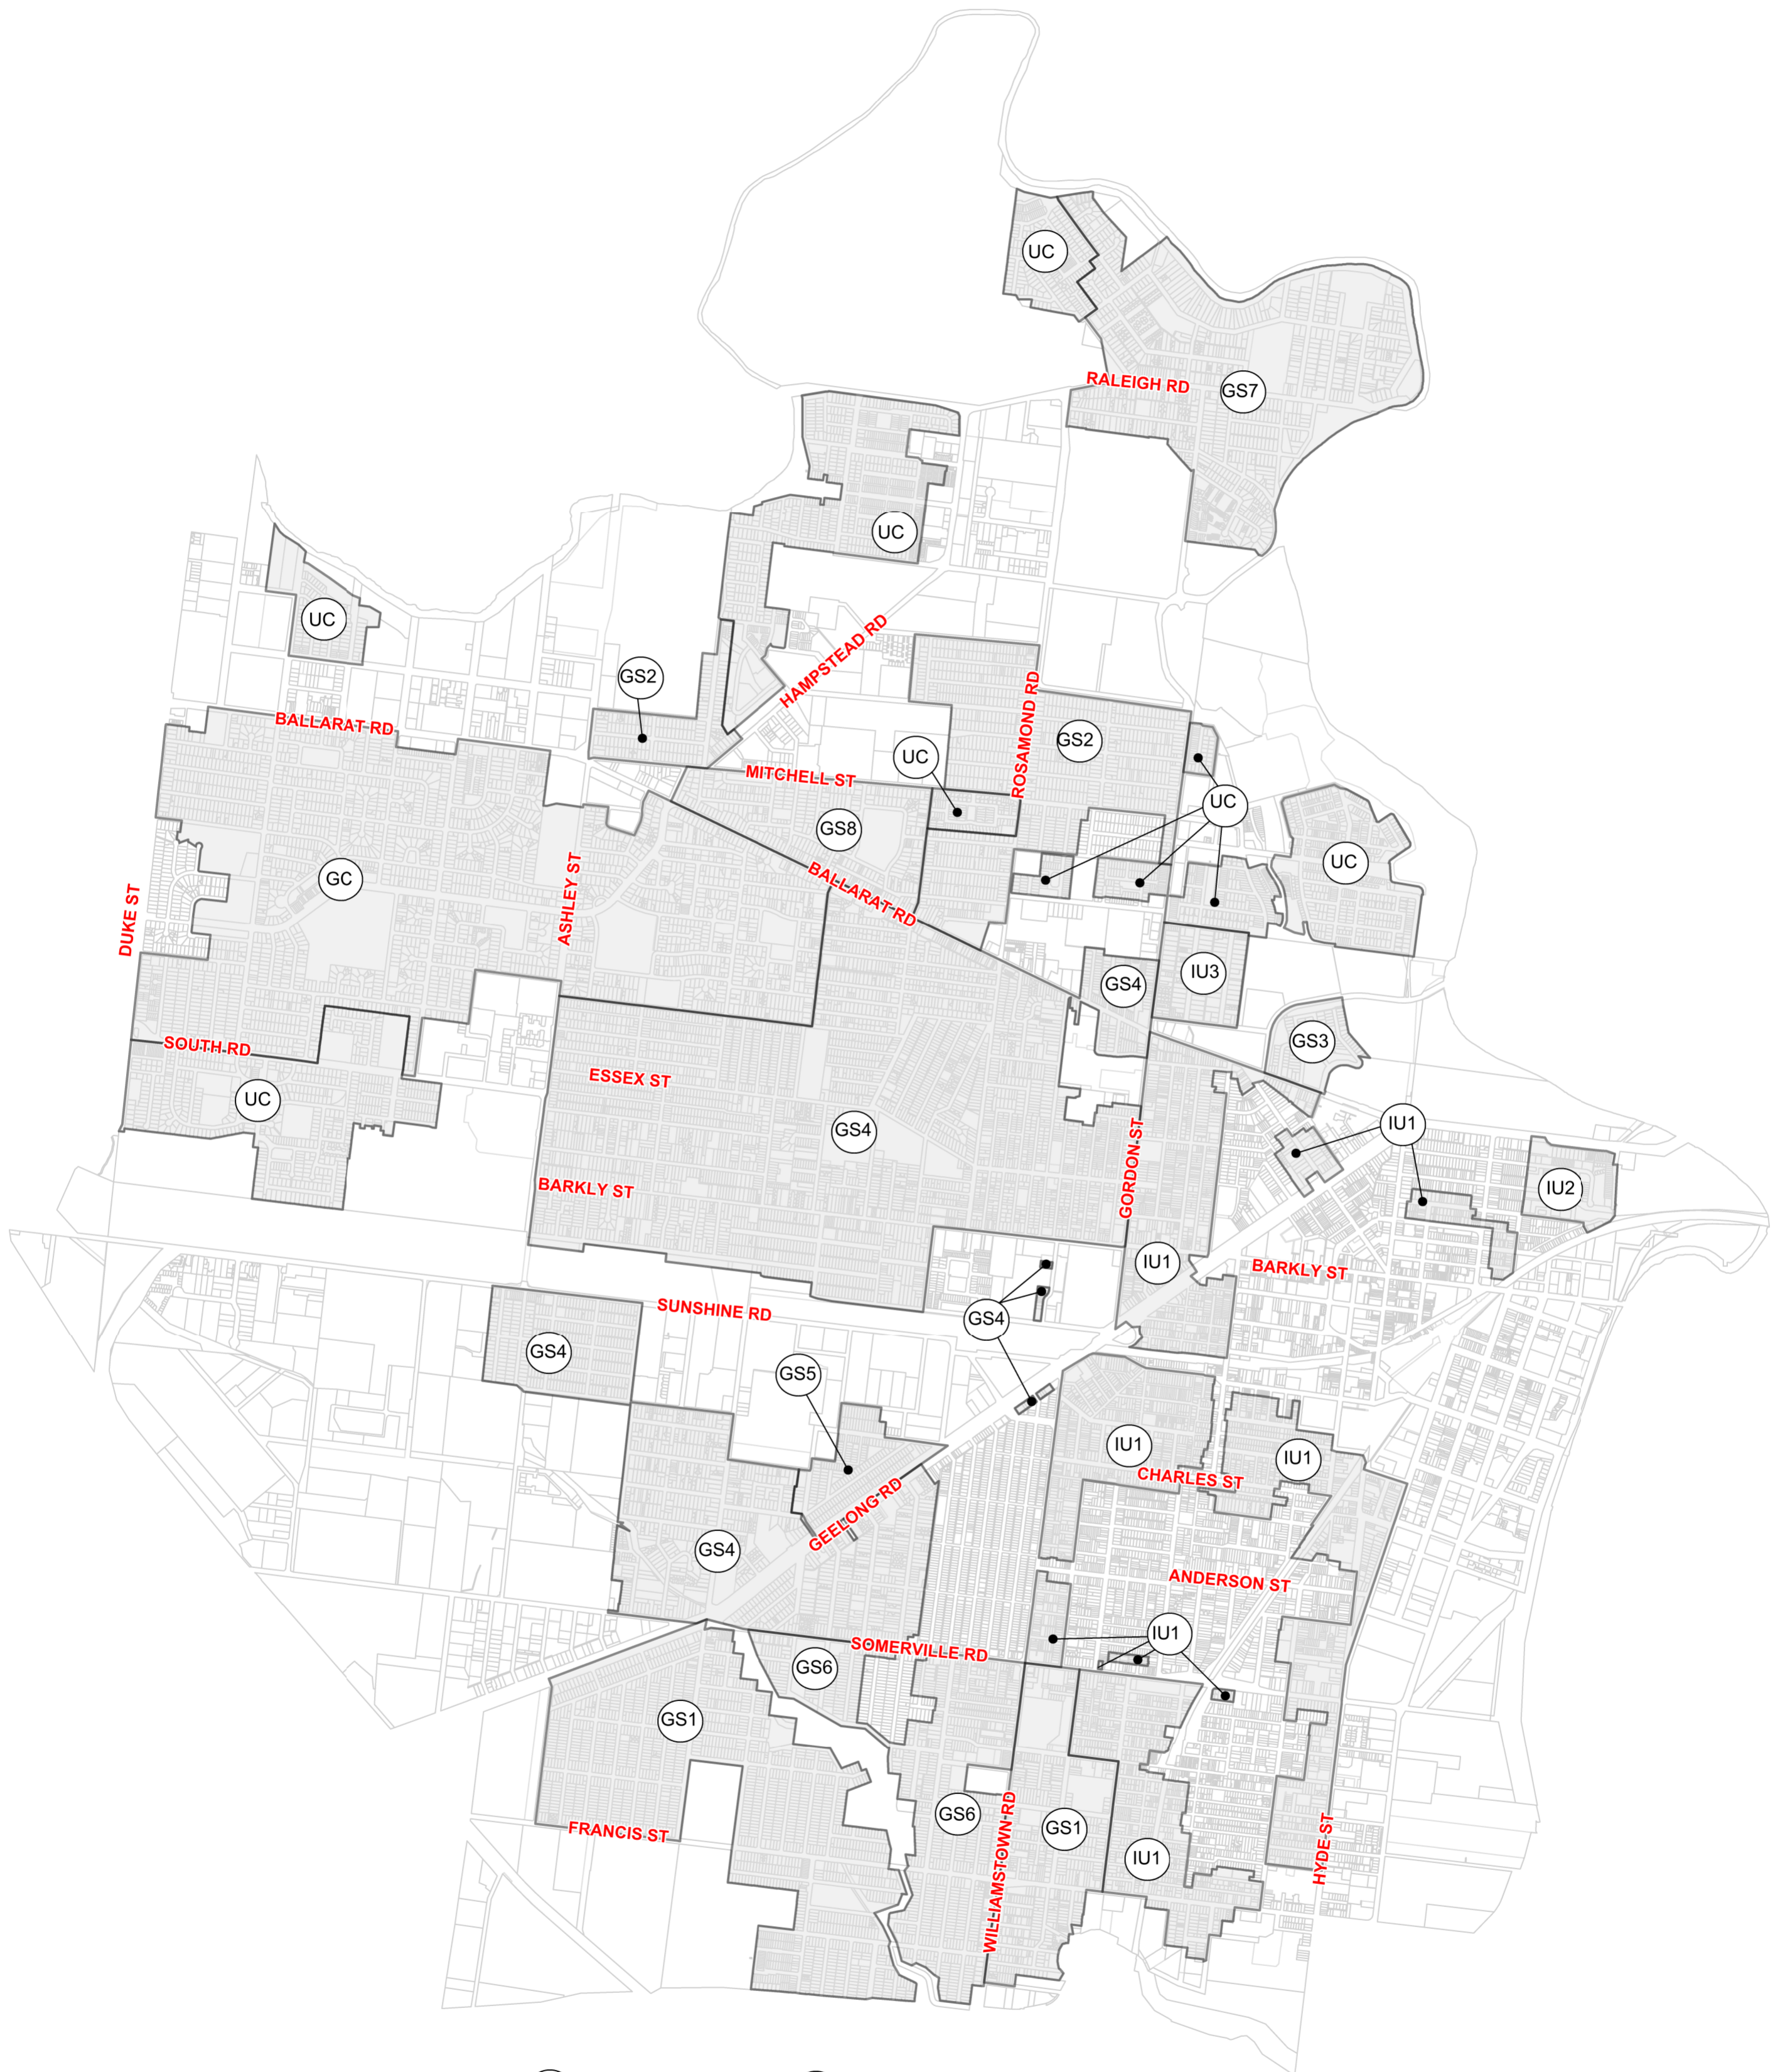 UC
RALEIGH RD
GS7
UC
UC
HAMPSTEAD RD
GS2
ROSAMOND RD
BALLARAT RD
GS2
UC
MITCHELL ST
UC
GS8
UC
GC
ASHLEY ST
BALLARAT RD
DUKE ST
GS4
IU3
SOUTH RD
GS3
ESSEX ST
UC
IU1
GS4
GORDON ST
BARKLY ST
IU2
IU1
BARKLY ST
SUNSHINE RD
GS4
GS4
GS5
IU1
IU1
CHARLES ST
GEELONG RD
GS4
ANDERSON ST
IU1
SOMERVILLE RD
GS6
GS1
GS6
GS1
WILLIAMSTOWN RD
FRANCIS ST
IU1
HYDE ST